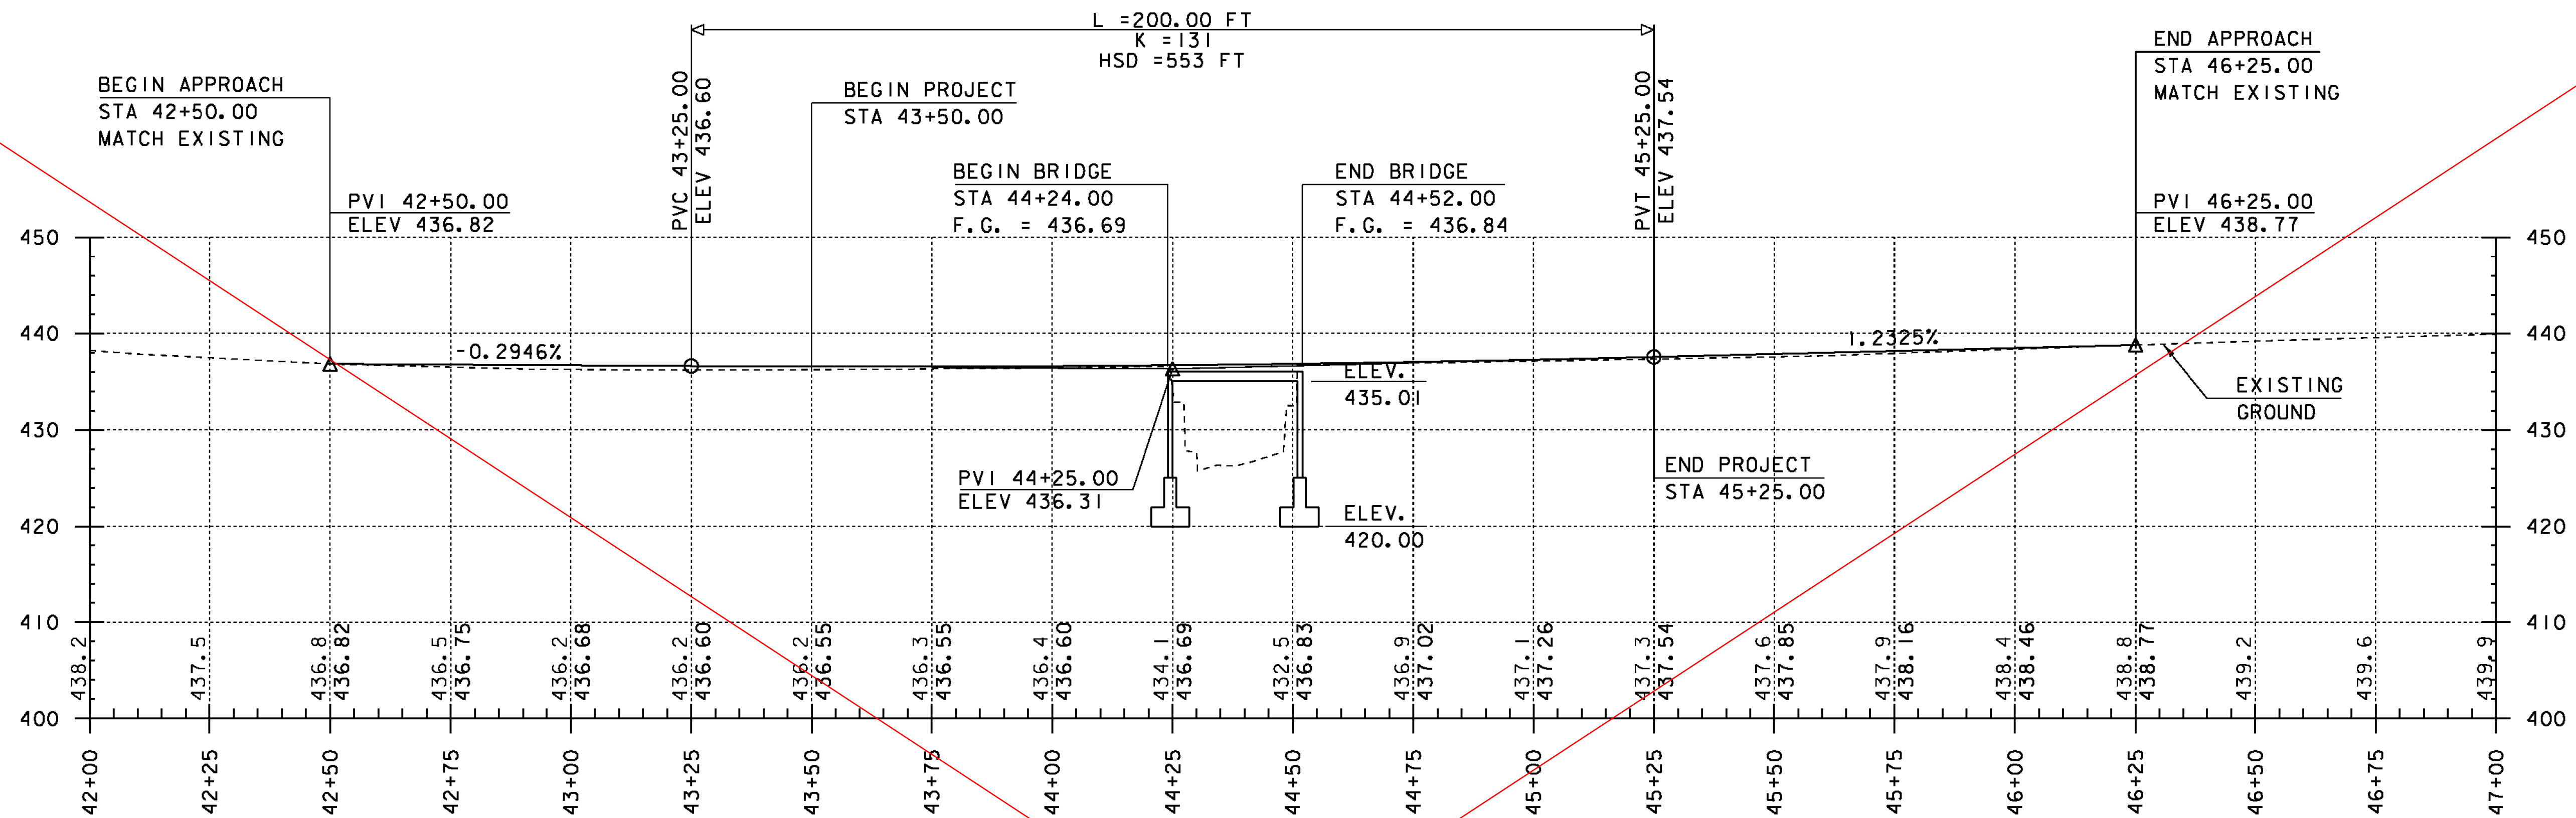 L =200.00 FT
K =131
HSD =553 FT
BEGIN APPROACH
STA 42+50.00
MATCH EXISTING
PVI 42+50.00
ELEV 436.82
PVC 43+25.00
ELEV 436.60
BEGIN PROJECT
STA 43+50.00
BEGIN BRIDGE
STA 44+24.00
F.G. = 436.69
END BRIDGE
STA 44+52.00
F.G. = 436.84
PVT 45+25.00
ELEV 437.54
END APPROACH
STA 46+25.00
MATCH EXISTING
PVI 46+25.00
ELEV 438.77
450
450
440
-0.2946%
1.2325%
440
ELEV.
435.01
EXISTING
GROUND
430
430
PVI 44+25.00
ELEV 436.31
END PROJECT
STA 45+25.00
420
ELEV.
420.00
420
410
410
438.2
437.5
436.8
436.82
436.5
436.75
436.2
436.68
436.2
436.60
436.2
436.55
436.3
436.55
436.4
436.60
434.1
436.69
432.5
436.83
436.9
437.02
437.1
437.26
437.3
437.54
437.6
437.85
437.9
438.16
438.4
438.46
438.8
438.77
439.2
439.6
439.9
400
400
42+00
42+25
42+50
42+75
43+00
43+25
43+50
43+75
44+00
44+25
44+50
44+75
45+00
45+25
45+50
45+75
46+00
46+25
46+50
46+75
47+00